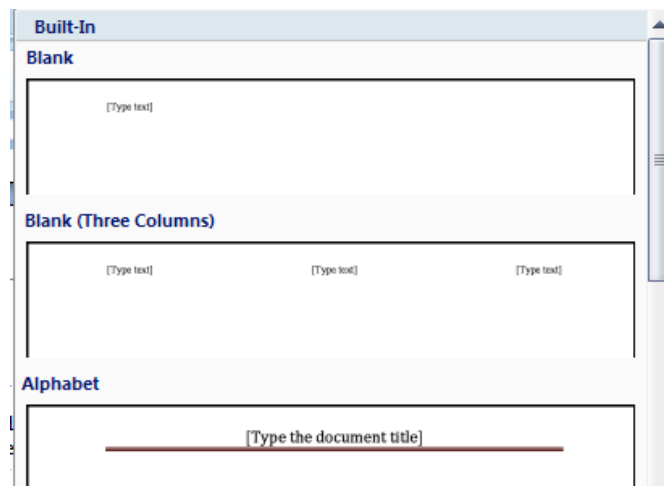 Built-In
Blank
[Type text]
Blank (Three Columns)
[Type text] [Type text] [Type text]
Alphabet
[Type the document title]